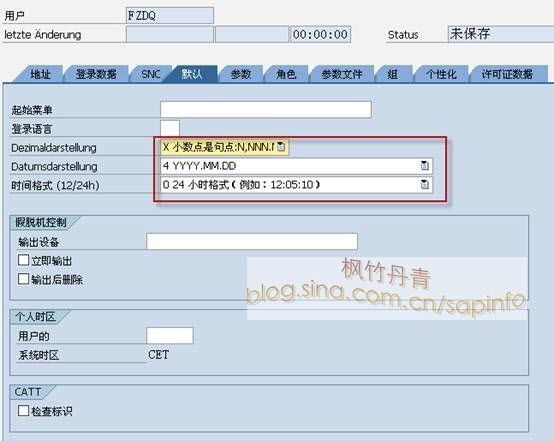 用户 FZDQ
letzte Änderung 00:00:00 Status 未保存
地址 登录数据 SNC 默认 参数 角色 参数文件 组 个性化 许可证数据
起始菜单
登录语言
Dezimaldarstellung X 小数点是句点:N,NNN.
Datumsdarstellung 4 YYYY.MM.DD
时间格式 (12/24h) 0 24 小时格式(例如:12:05:10)
假脱机控制
输出设备
立即输出
输出后删除
枫竹丹青
blog.sina.com.cn/sapinfo
个人时区
用户的
系统时区 CET
CATT
检查标识